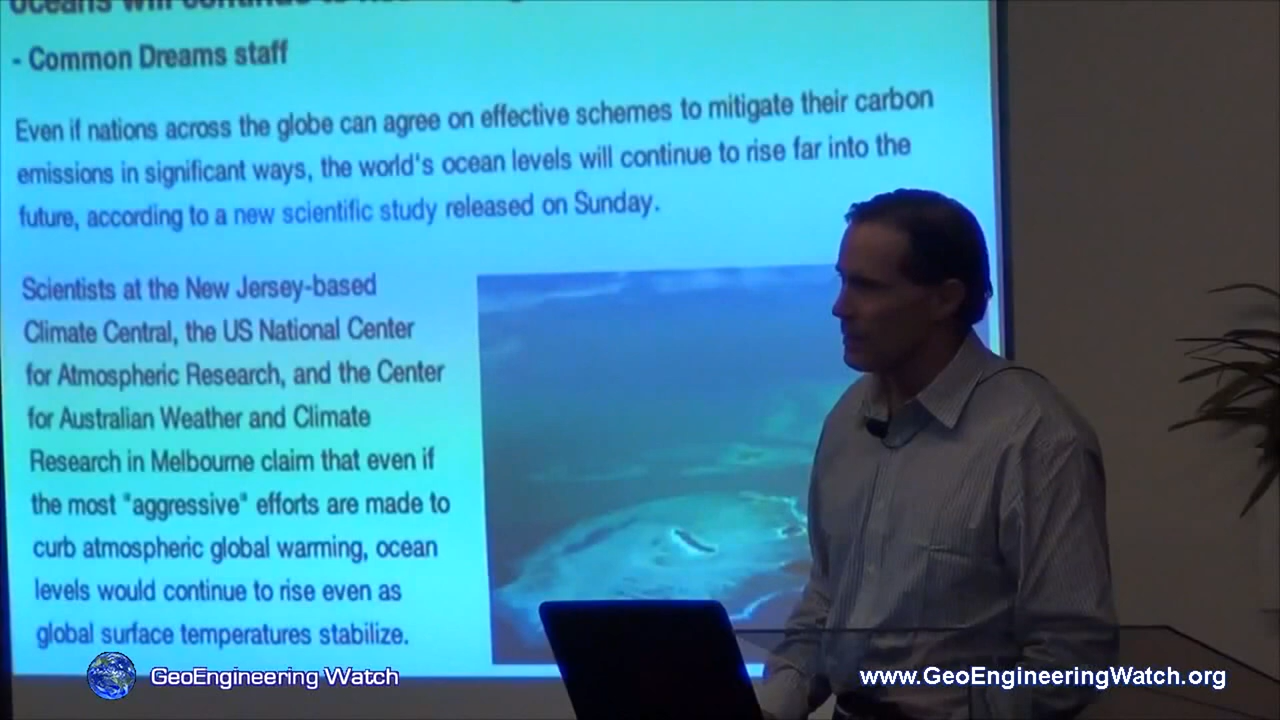 oceans will continue to
- Common Dreams staff
Even if nations across the globe can agree on effective schemes to mitigate their carbon
emissions in significant ways, the world's ocean levels will continue to rise far into the
future, according to a new scientific study released on Sunday.
Scientists at the New Jersey-based
Climate Central, the US National Center
for Atmospheric Research, and the Center
for Australian Weather and Climate
Research in Melbourne claim that even if
the most "aggressive" efforts are made to
curb atmospheric global warming, ocean
levels would continue to rise even as
global surface temperatures stabilize.
GeoEngineering Watch
www.GeoEngineeringWatch.org